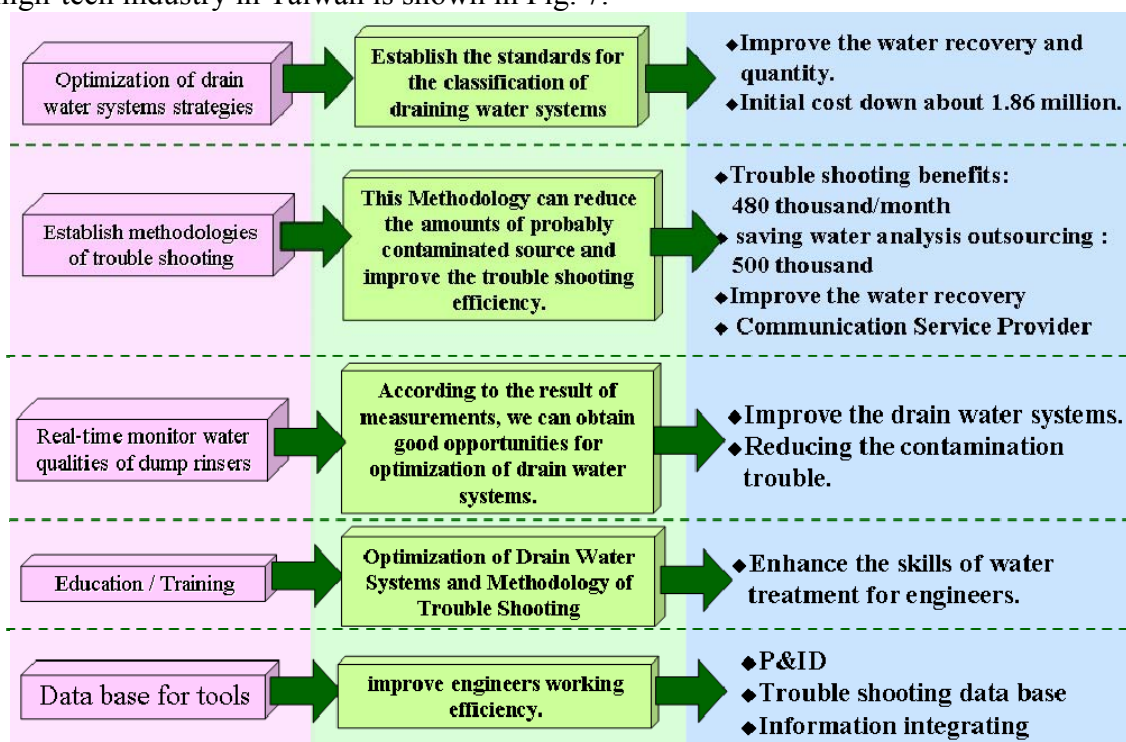 high-tech industry in Taiwan is shown in Fig. 7.
Optimization of drain
water systems strategies
Establish the standards for
the classification of
draining water systems
◆Improve the water recovery and
quantity.
◆Initial cost down about 1.86 million.
Establish methodologies
of trouble shooting
This Methodology can reduce
the amounts of probably
contaminated source and
improve the trouble shooting
efficiency.
◆Trouble shooting benefits:
480 thousand/month
◆ saving water analysis outsourcing :
500 thousand
◆Improve the water recovery
◆ Communication Service Provider
Real-time monitor water
qualities of dump rinsers
According to the result of
measurements, we can obtain
good opportunities for
optimization of drain water
systems.
◆Improve the drain water systems.
◆Reducing the contamination
trouble.
Education / Training
Optimization of Drain Water
Systems and Methodology of
Trouble Shooting
◆Enhance the skills of water
treatment for engineers.
Data base for tools
improve engineers working
efficiency.
◆P&ID
◆Trouble shooting data base
◆Information integrating